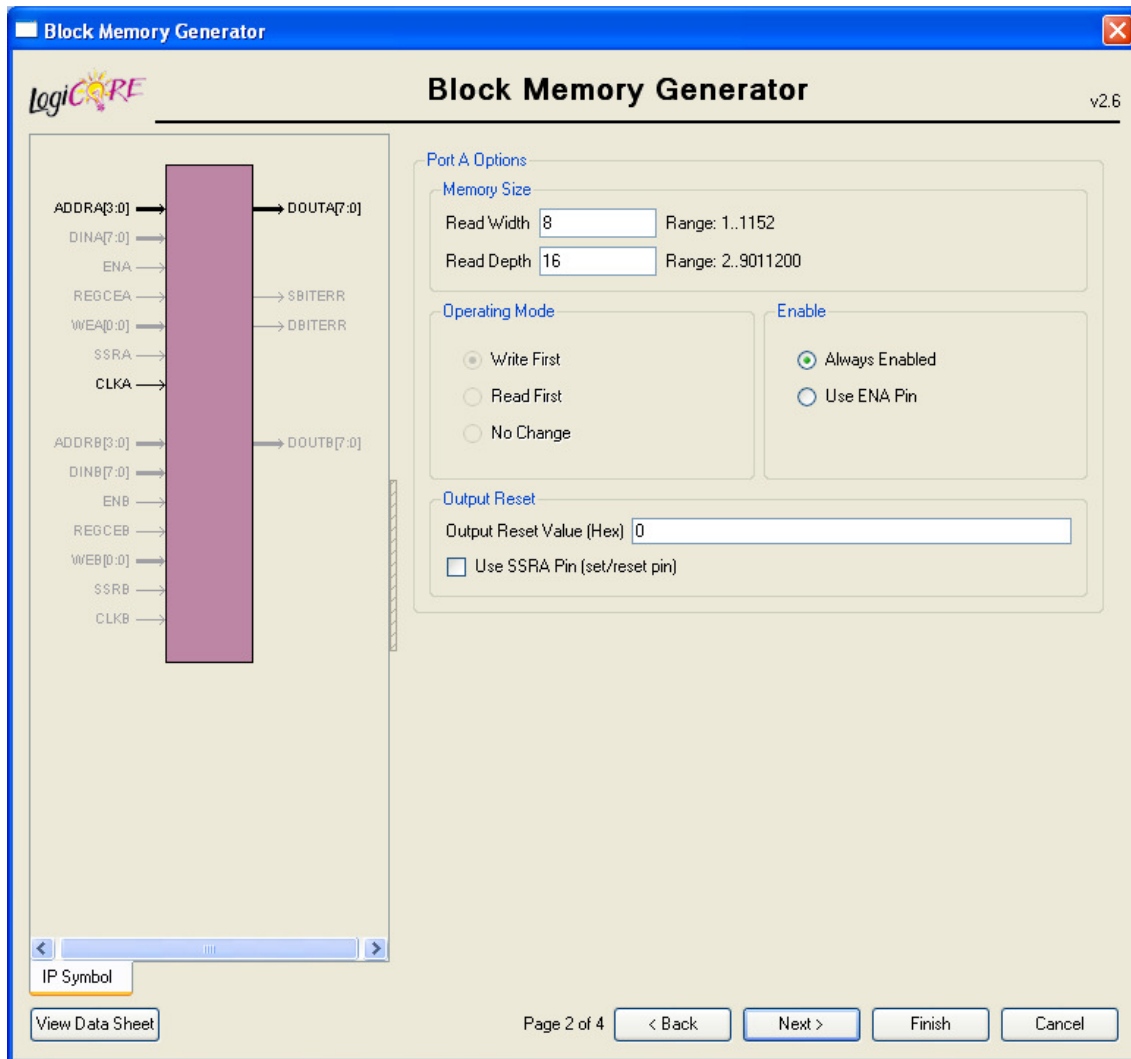 Block Memory Generator
LogiCORE
Block Memory Generator
v2.6
ADDRA[3:0]
DOUTA[7:0]
DINA[7:0]
ENA
REGCEA
SBITERR
WEA[0:0]
DBITERR
SSRA
CLKA
ADDRB[3:0]
DOUTB[7:0]
DINB[7:0]
ENB
REGCEB
WEB[0:0]
SSRB
CLKB
IP Symbol
Port A Options
Memory Size
Read Width 8 Range: 1..1152
Read Depth 16 Range: 2..9011200
Operating Mode
Write First
Read First
No Change
Enable
Always Enabled
Use ENA Pin
Output Reset
Output Reset Value (Hex) 0
Use SSRA Pin (set/reset pin)
View Data Sheet
Page 2 of 4
< Back
Next >
Finish
Cancel